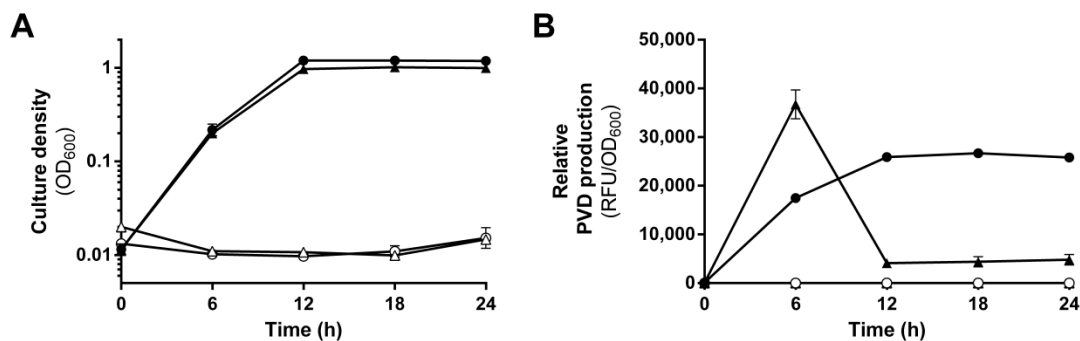 A
Culture density
(OD600)
1
0.1
0.01
0
6
12
18
24
Time (h)
B
Relative
PVD production
(RFU/OD600)
50,000
40,000
30,000
20,000
10,000
0
0
6
12
18
24
Time (h)